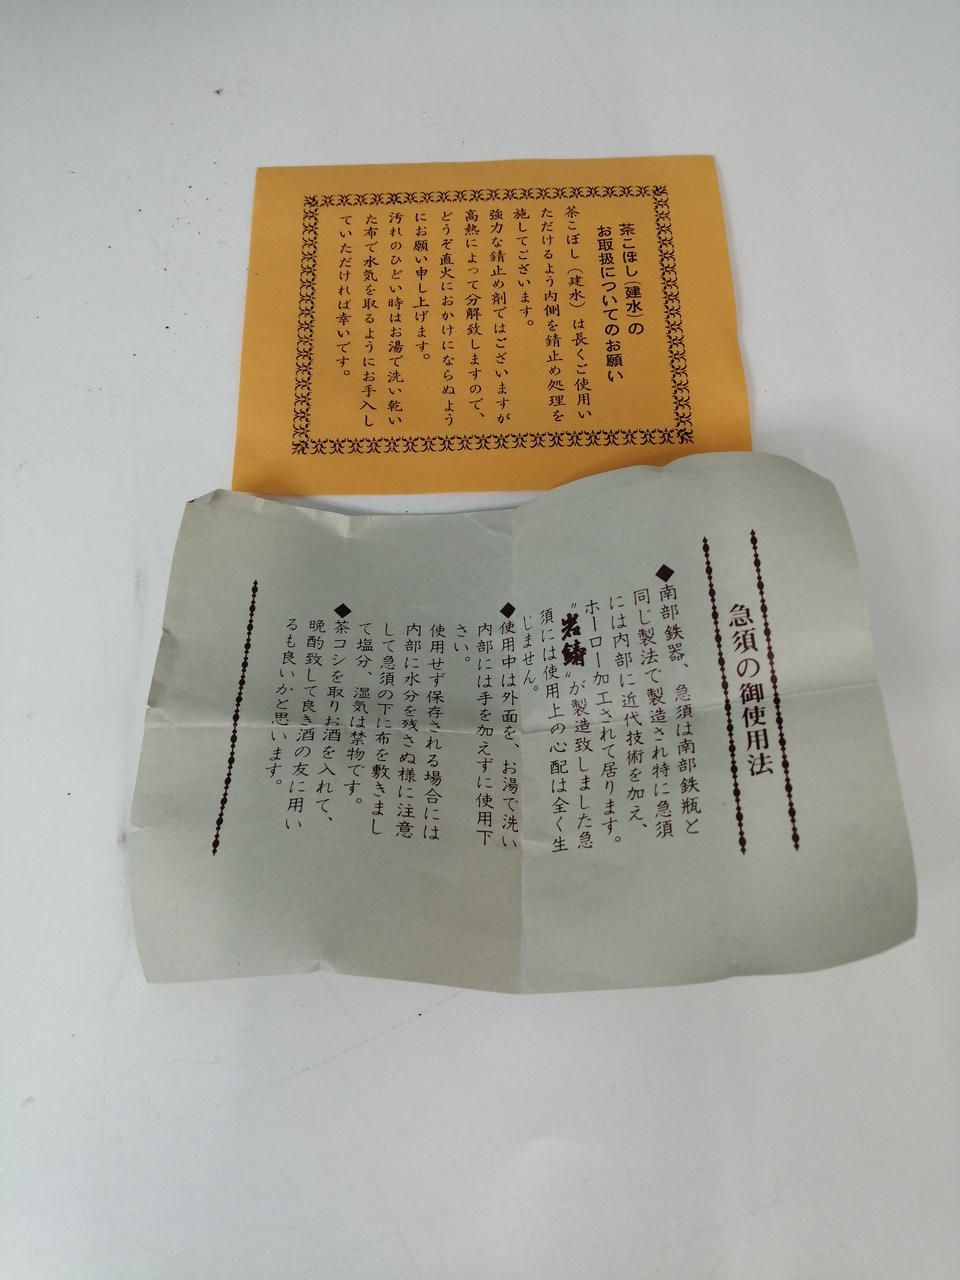 茶こぼし(建水)の
お取扱についてのお願い
茶こぼし(建水)は長くご使用い
ただけるよう内側を錆止め処理を
施してございます。
強力な錆止め剤ではございますが
高熱によって分解致しますので、
どうぞ直火におかけにならぬよう
にお願い申し上げます。
汚れのひどい時はお湯で洗い乾い
た布で水気を取るようにお手入し
ていただければ幸いです。
急須の御使用法
◆南部鉄器、急須は南部鉄瓶と
同じ製法で製造され特に急須
には内部に近代技術を加え、
ホーロー加工されて居ります。
〝岩鋳〟が製造致しました急
須には使用上の心配は全く生
じません。
◆使用中は外面を、お湯で洗い
内部には手を加えずに使用下
さい。
使用せず保存される場合には
内部に水分を残さぬ様に注意
して急須の下に布を敷きまし
て塩分、湿気は禁物です。
◆茶コシを取りお酒を入れて、
晩酌致して良き酒の友に用い
るも良いかと思います。